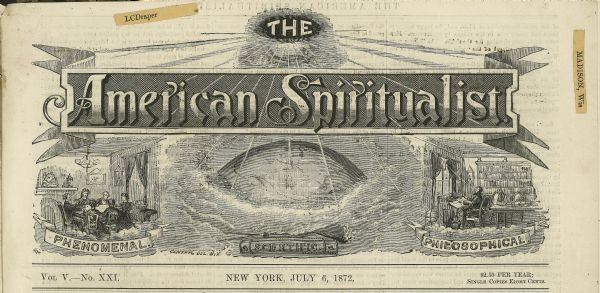 LCDraper
THE
MADISON, Wis
American Spiritualist.
PHENOMENAL.
SCIENTIFIC
PHILOSOPHICAL
VOL V.—No. XXI.
NEW YORK, JULY 6, 1872.
$2.50 PER YEAR;
SINGLE COPIES EIGHT CENTS.